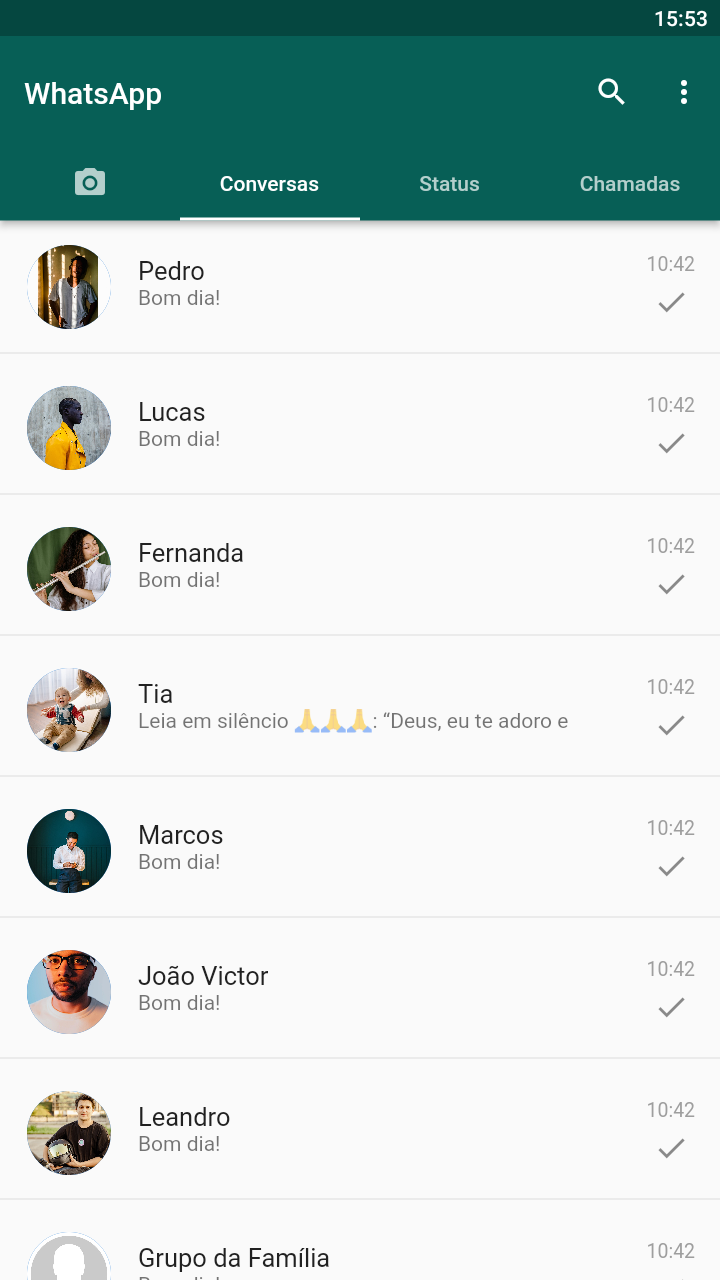 15:53
WhatsApp
Conversas Status Chamadas
Pedro 10:42
Bom dia!
Lucas 10:42
Bom dia!
Fernanda 10:42
Bom dia!
Tia 10:42
Leia em silêncio 🙏🙏🙏: “Deus, eu te adoro e
Marcos 10:42
Bom dia!
João Victor 10:42
Bom dia!
Leandro 10:42
Bom dia!
Grupo da Família 10:42